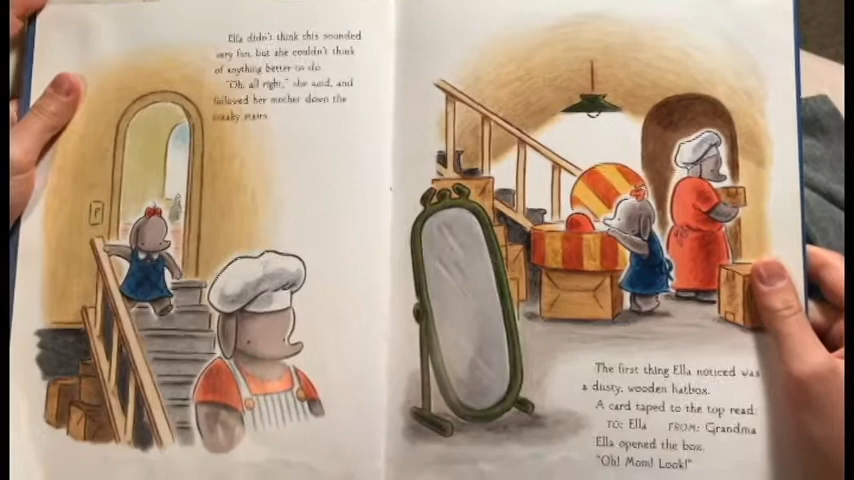 Ella didn't think this sounded
very fun, but she couldn't think
of anything better to do.
"Oh, all right," she said, and
followed her mother down the
creaky stairs.
The first thing Ella noticed was
a dusty, wooden hatbox.
A card taped to the top read:
TO: Ella FROM: Grandma
Ella opened the box.
"Oh! Mom! Look!"